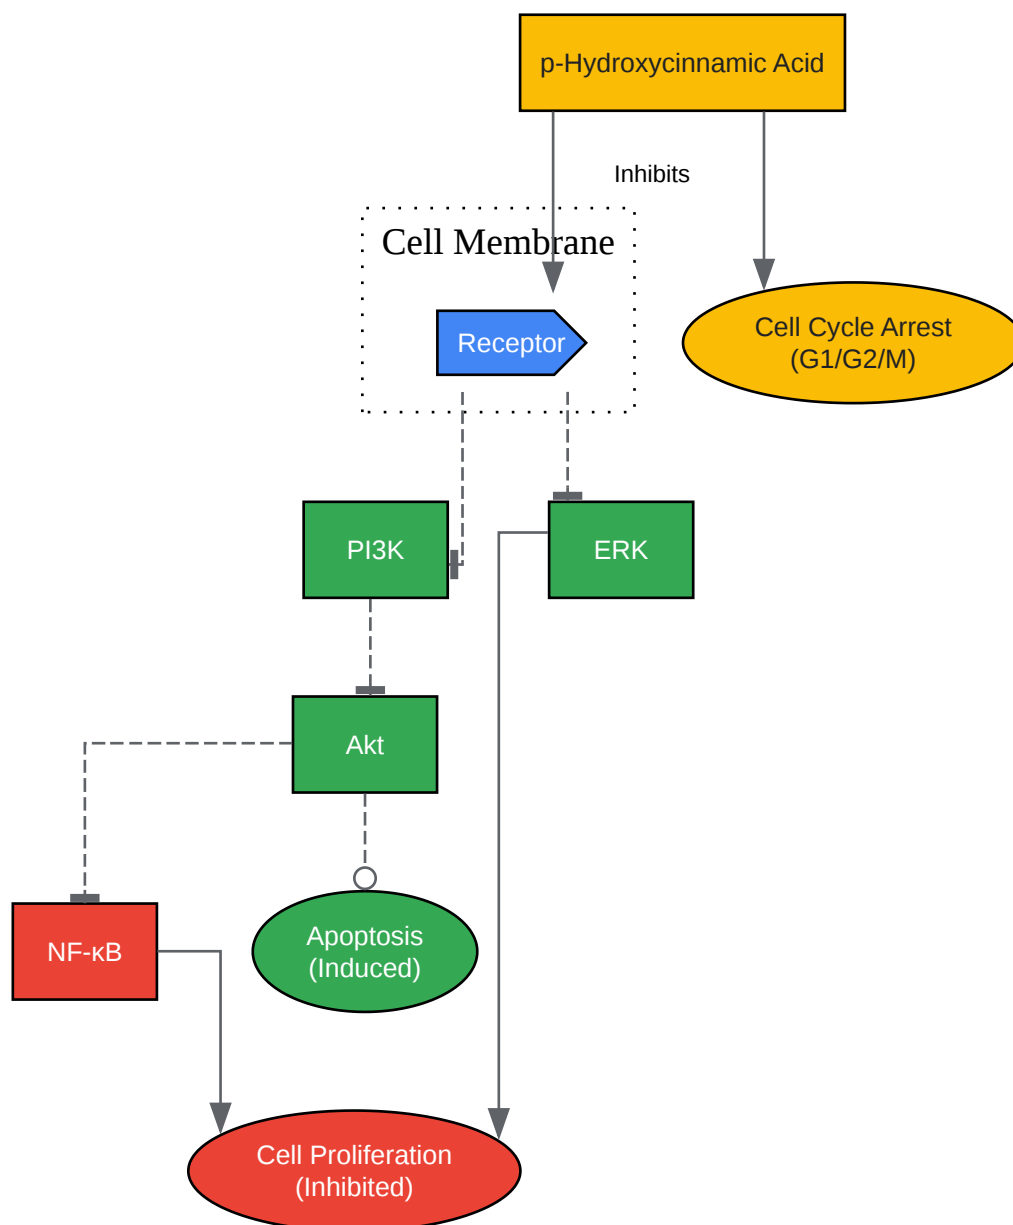 p-Hydroxycinnamic Acid
Inhibits
Cell Membrane
Receptor
Cell Cycle Arrest
(G1/G2/M)
PI3K
ERK
Akt
NF-κB
Apoptosis
(Induced)
Cell Proliferation
(Inhibited)